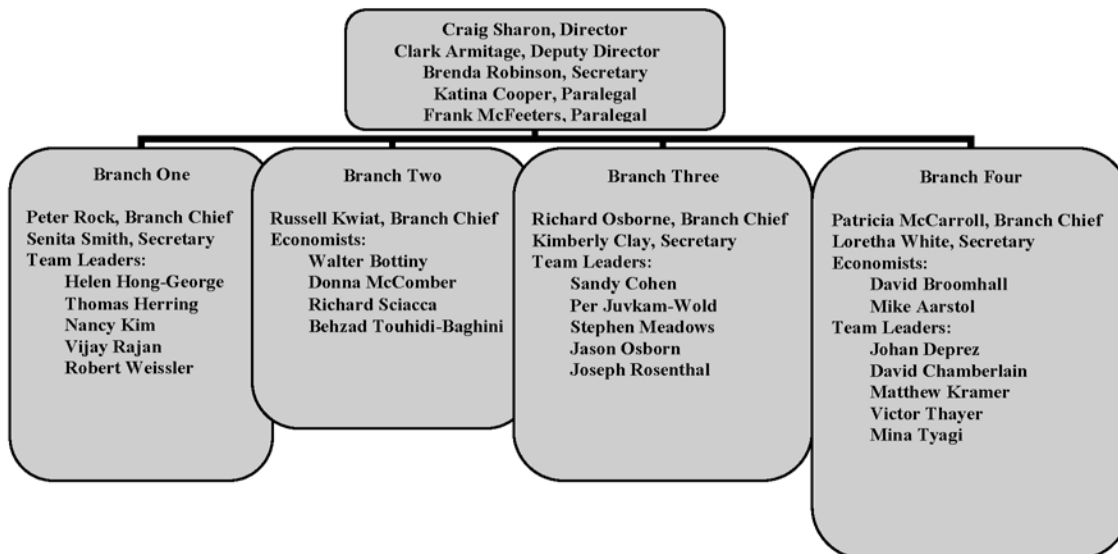 Craig Sharon, Director
Clark Armitage, Deputy Director
Brenda Robinson, Secretary
Katina Cooper, Paralegal
Frank McFeeters, Paralegal
Branch One
Peter Rock, Branch Chief
Senita Smith, Secretary
Team Leaders:
Helen Hong-George
Thomas Herring
Nancy Kim
Vijay Rajan
Robert Weissler
Branch Two
Russell Kwiat, Branch Chief
Economists:
Walter Bottiny
Donna McComber
Richard Sciacca
Behzad Touhidi-Baghini
Branch Three
Richard Osborne, Branch Chief
Kimberly Clay, Secretary
Team Leaders:
Sandy Cohen
Per Juvkam-Wold
Stephen Meadows
Jason Osborn
Joseph Rosenthal
Branch Four
Patricia McCarroll, Branch Chief
Loretha White, Secretary
Economists:
David Broomhall
Mike Aarstol
Team Leaders:
Johan Deprez
David Chamberlain
Matthew Kramer
Victor Thayer
Mina Tyagi